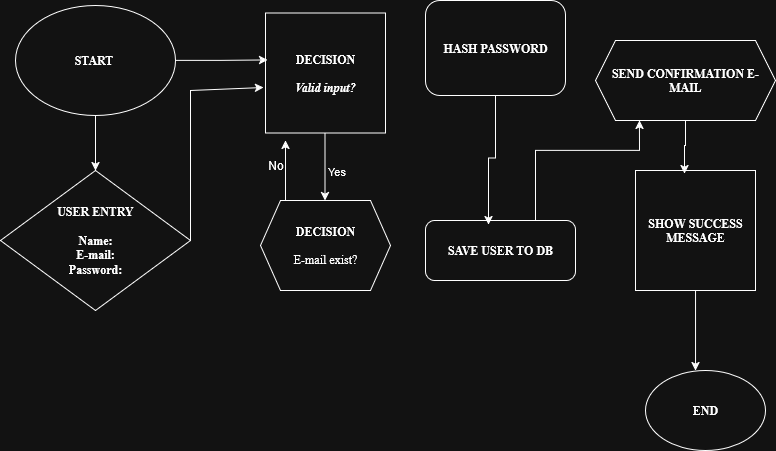 START
USER ENTRY
Name:
E-mail:
Password:
DECISION
Valid input?
No
Yes
DECISION
E-mail exist?
HASH PASSWORD
SAVE USER TO DB
SEND CONFIRMATION E-
MAIL
SHOW SUCCESS
MESSAGE
END